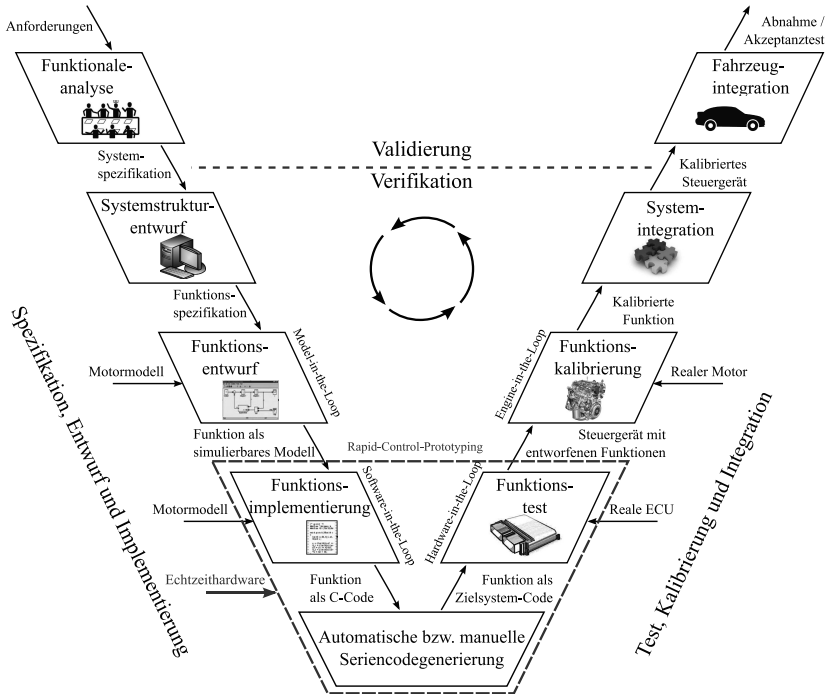 Anforderungen
Funktionale-
analyse
System-
spezifikation
Systemstruktur-
entwurf
Funktions-
spezifikation
Motormodell
Funktions-
entwurf
Model-in-the-Loop
Funktion als
simulierbares Modell
Motormodell
Funktions-
implementierung
Software-in-the-Loop
Echtzeithardware
Funktion
als C-Code
Automatische bzw. manuelle
Seriencodegenerierung
Funktion als
Zielsystem-Code
Rapid-Control-Prototyping
Hardware-in-the-Loop
Funktions-
test
Reale ECU
Steuergerät mit
entworfenen Funktionen
Engine-in-the-Loop
Funktions-
kalibrierung
Realer Motor
Kalibrierte
Funktion
System-
integration
Kalibriertes
Steuergerät
Fahrzeug-
integration
Abnahme /
Akzeptanztest
Validierung
Verifikation
Spezifikation, Entwurf und Implementierung
Test, Kalibrierung und Integration